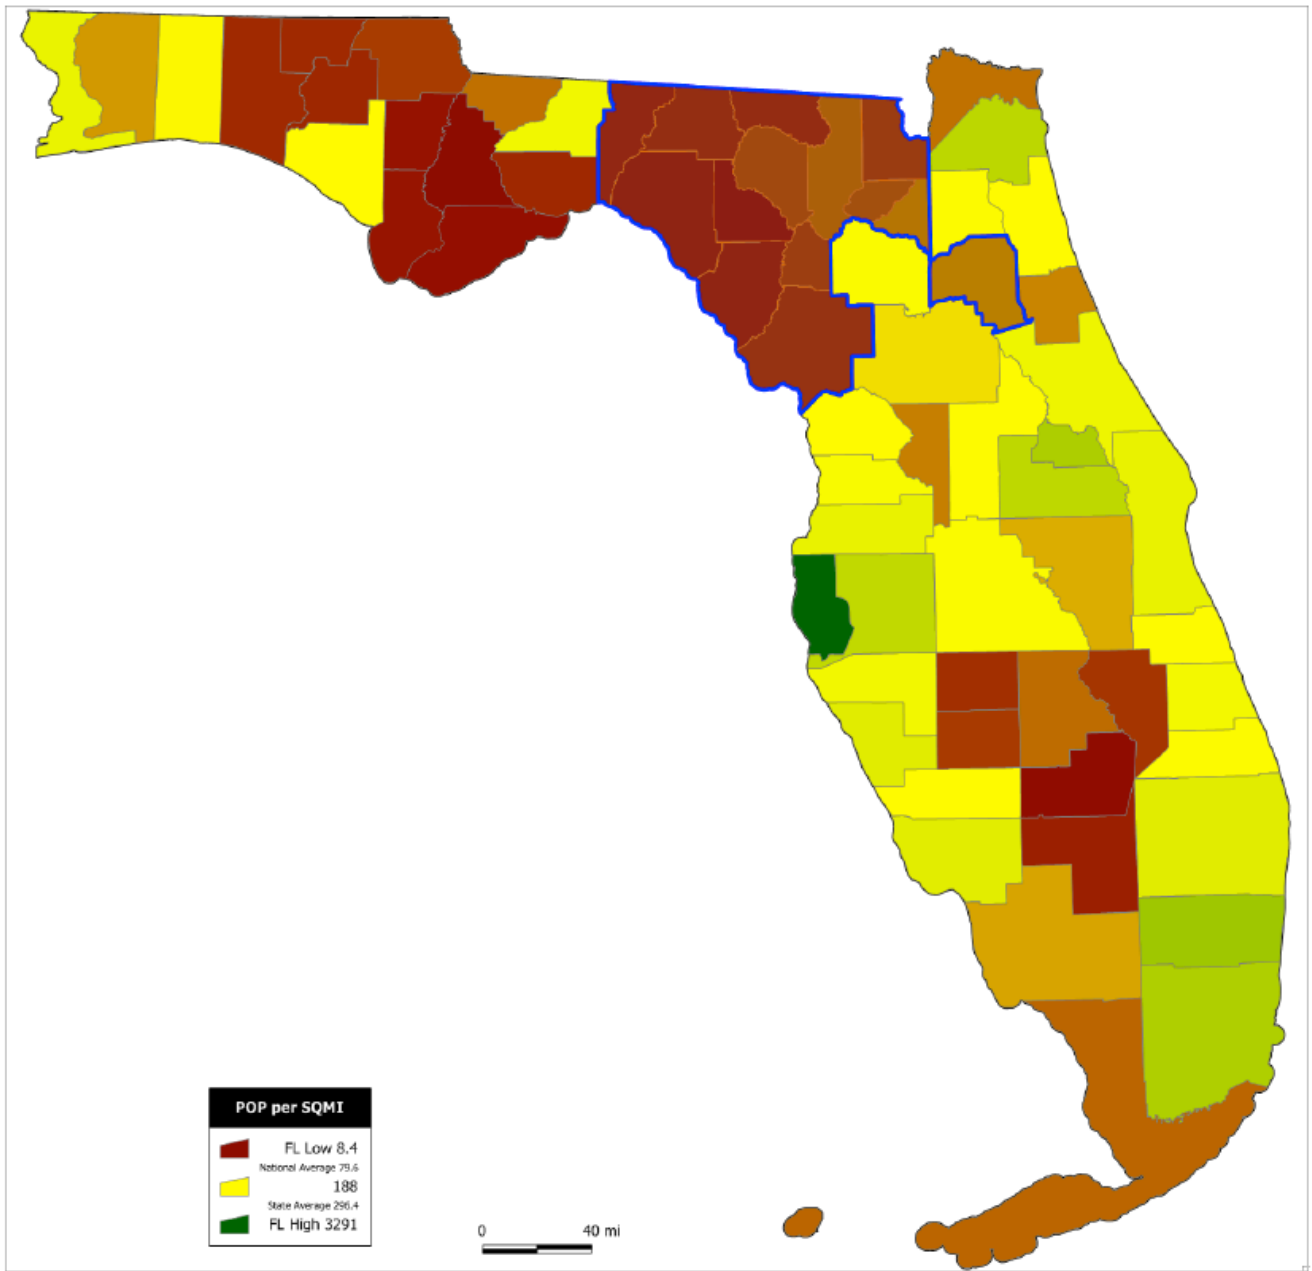 POP per SQMI
FL Low 8.4
National Average 79.6
188
State Average 296.4
FL High 3291
0 40 mi